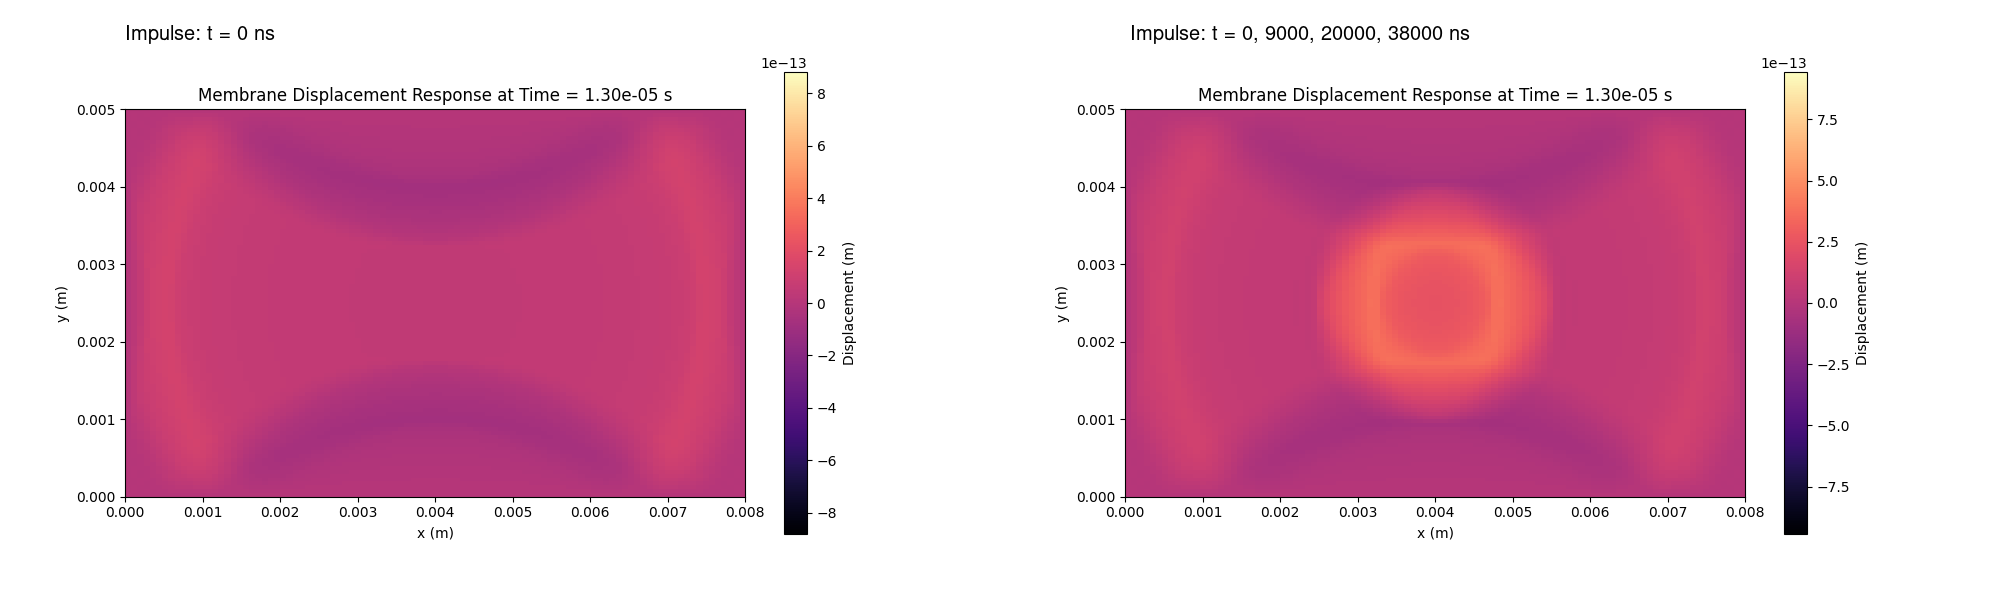 Impulse: t = 0 ns
1e−13
Membrane Displacement Response at Time = 1.30e-05 s
0.005
0.004
0.003
0.002
0.001
0.000
y (m)
0.000 0.001 0.002 0.003 0.004 0.005 0.006 0.007 0.008
x (m)
8
6
4
2
0
−2
−4
−6
−8
Displacement (m)
Impulse: t = 0, 9000, 20000, 38000 ns
1e−13
Membrane Displacement Response at Time = 1.30e-05 s
0.005
0.004
0.003
0.002
0.001
0.000
y (m)
0.000 0.001 0.002 0.003 0.004 0.005 0.006 0.007 0.008
x (m)
7.5
5.0
2.5
0.0
−2.5
−5.0
−7.5
Displacement (m)